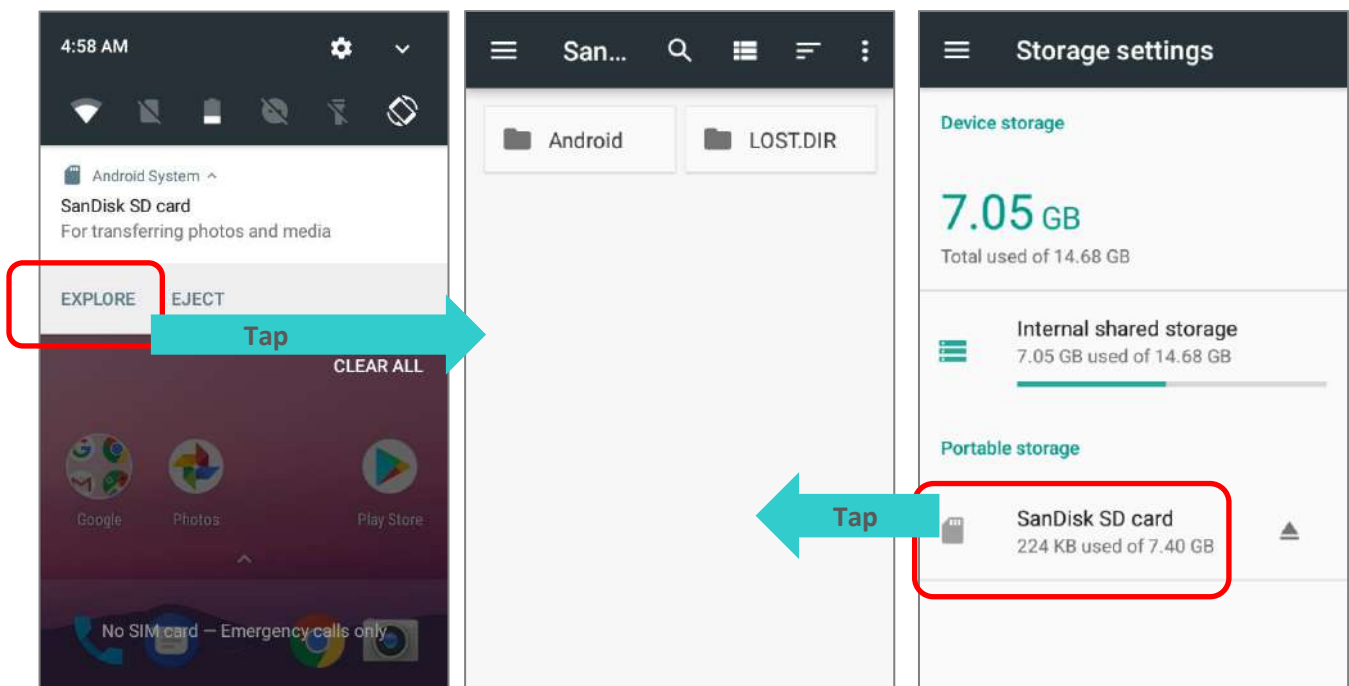 4:58 AM
Android System
SanDisk SD card
For transferring photos and media
EXPLORE EJECT
Tap
CLEAR ALL
Google Photos Play Store
No SIM card — Emergency calls only
San...
Android LOST.DIR
Tap
Storage settings
Device storage
7.05 GB
Total used of 14.68 GB
Internal shared storage
7.05 GB used of 14.68 GB
Portable storage
SanDisk SD card
224 KB used of 7.40 GB